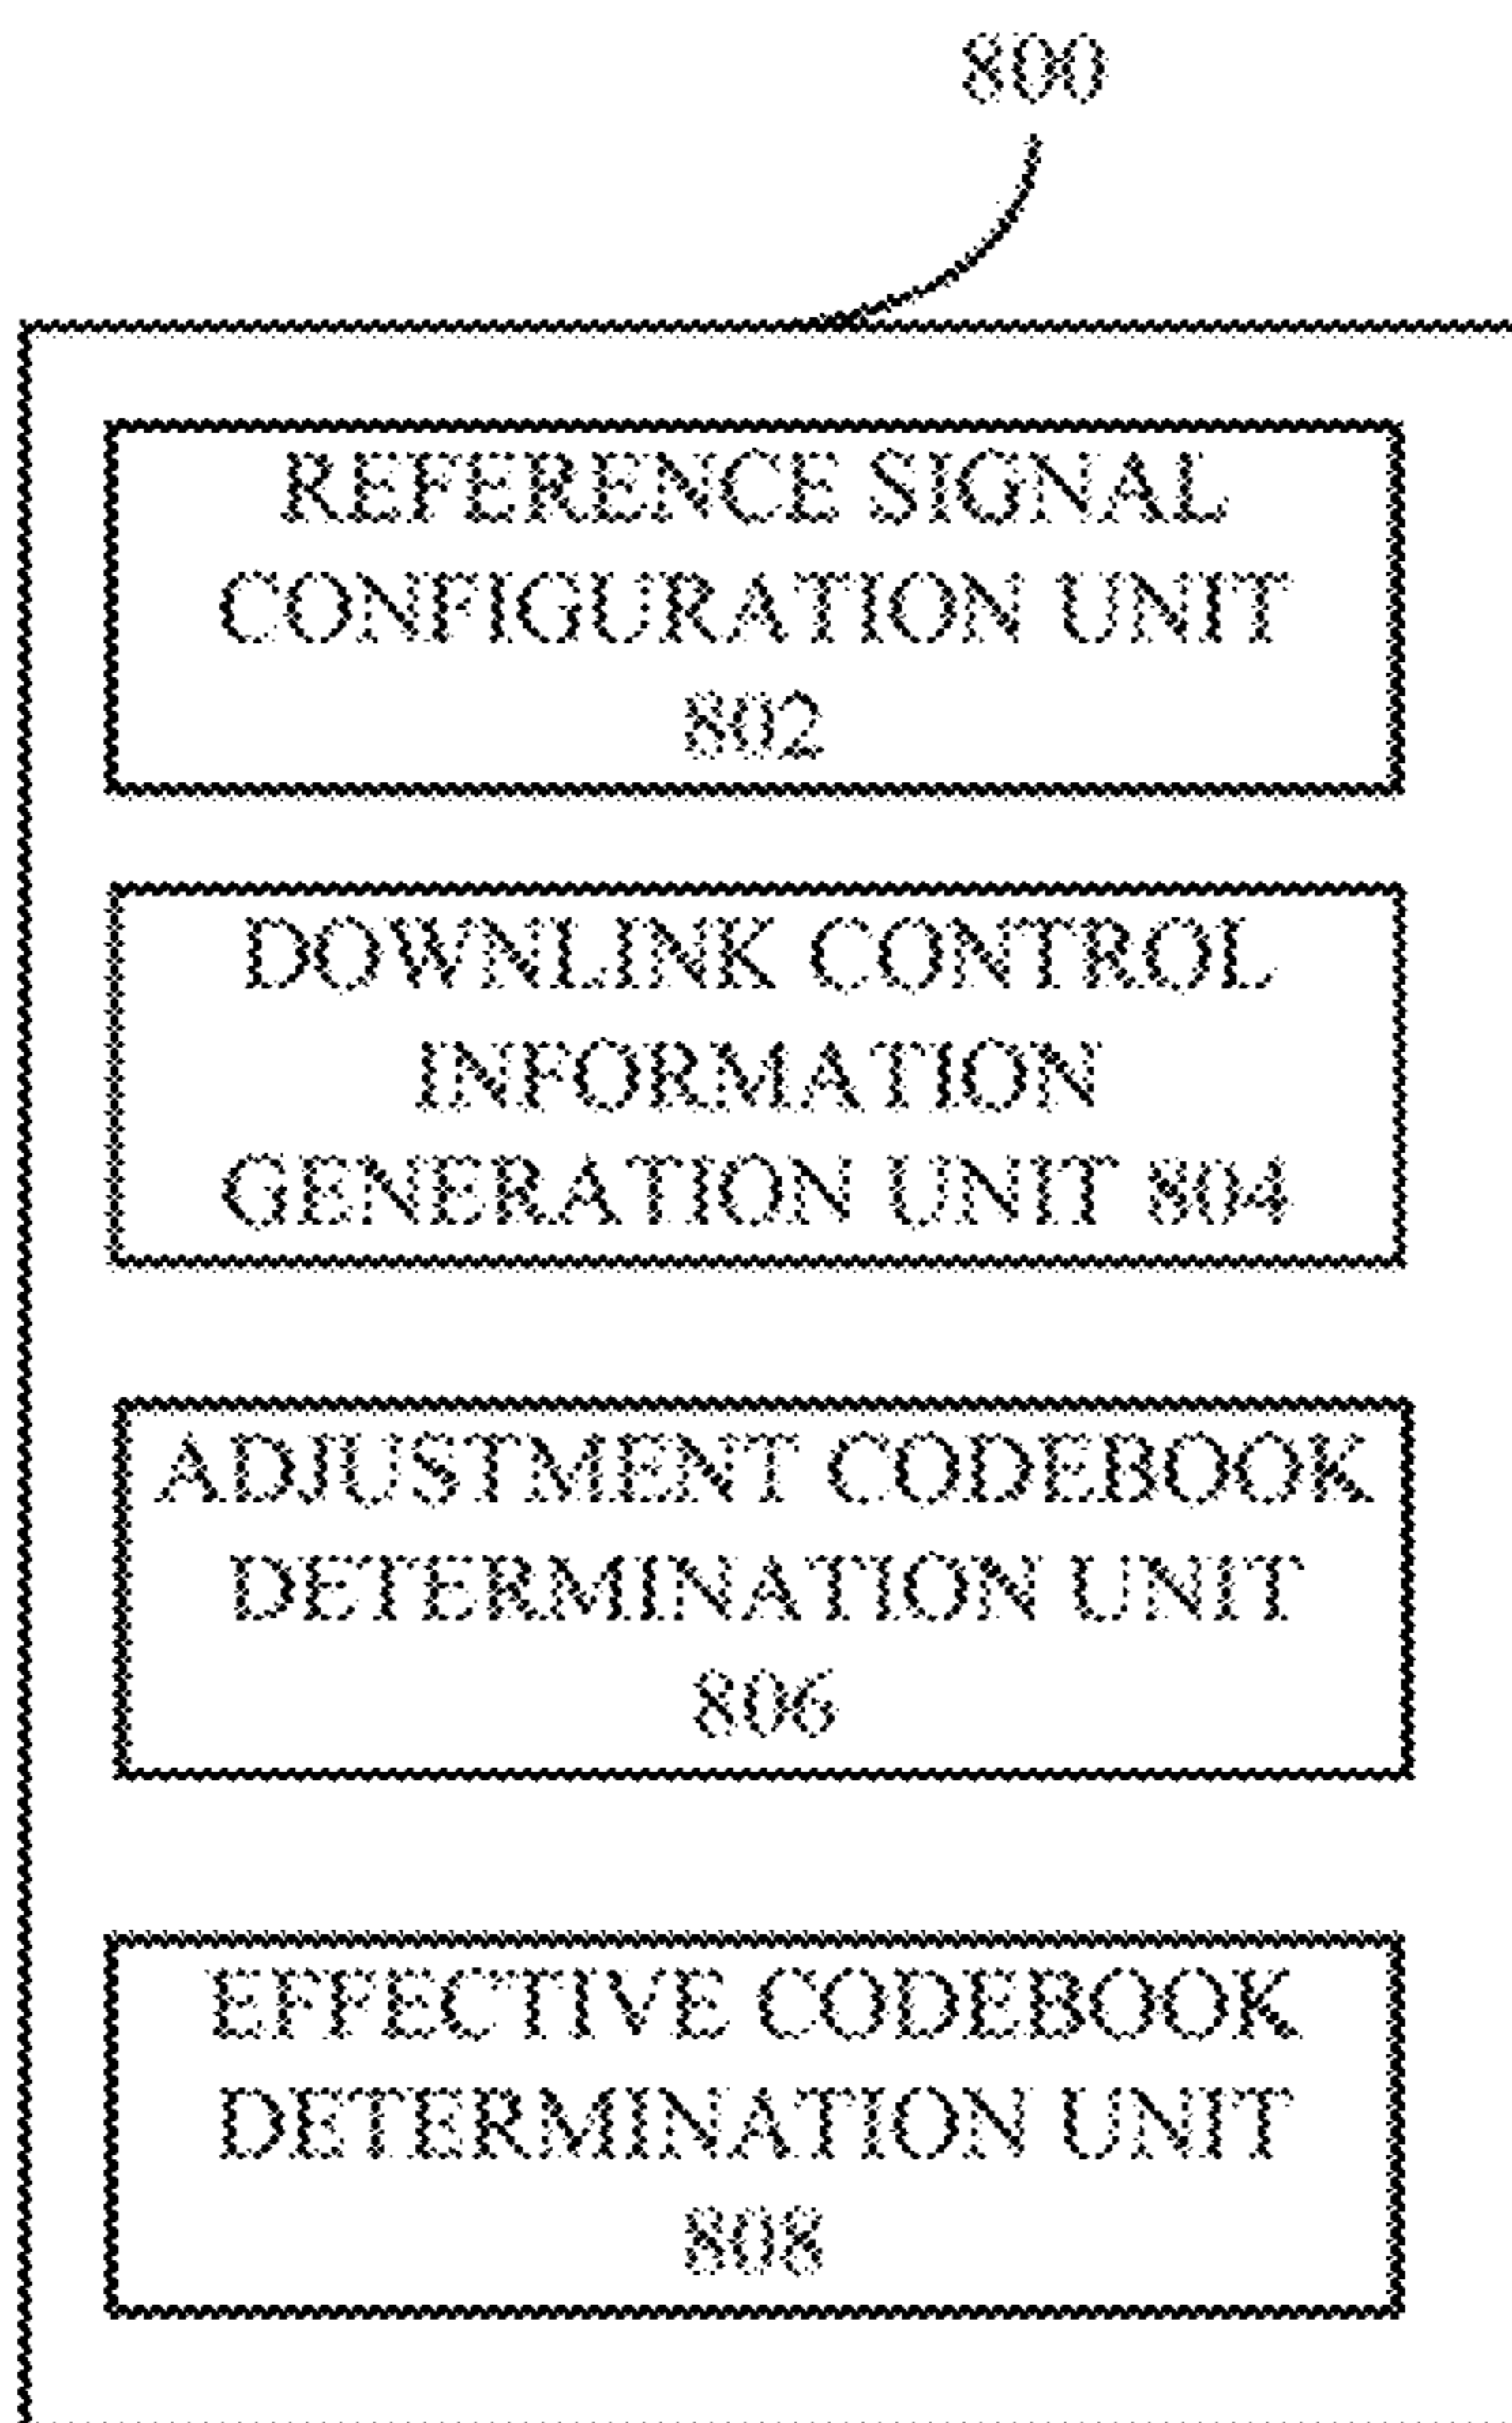 800
REFERENCE SIGNAL
CONFIGURATION UNIT
802
DOWNLINK CONTROL
INFORMATION
GENERATION UNIT 804
ADJUSTMENT CODEBOOK
DETERMINATION UNIT
806
EFFECTIVE CODEBOOK
DETERMINATION UNIT
808